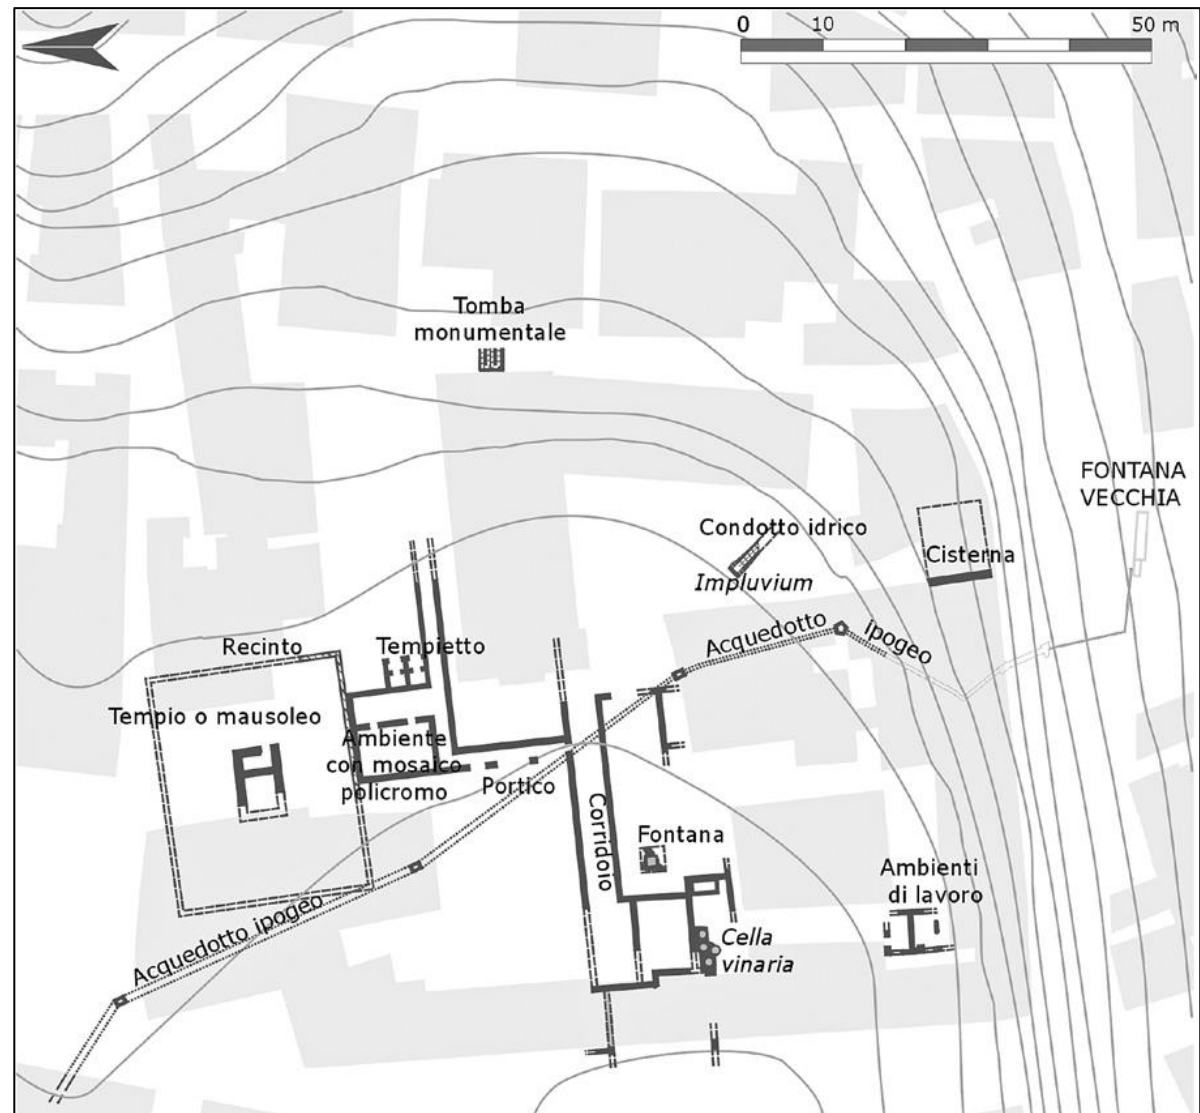 0 10 50 m
Tomba
monumentale
FONTANA
VECCHIA
Condotto idrico
Cisterna
Impluvium
Acquedotto ipogeo
Recinto
Tempietto
Tempio o mausoleo
Ambiente
con mosaico
policromo
Portico
Corridoio
Fontana
Ambienti
di lavoro
Acquedotto ipogeo
Cella
vinaria